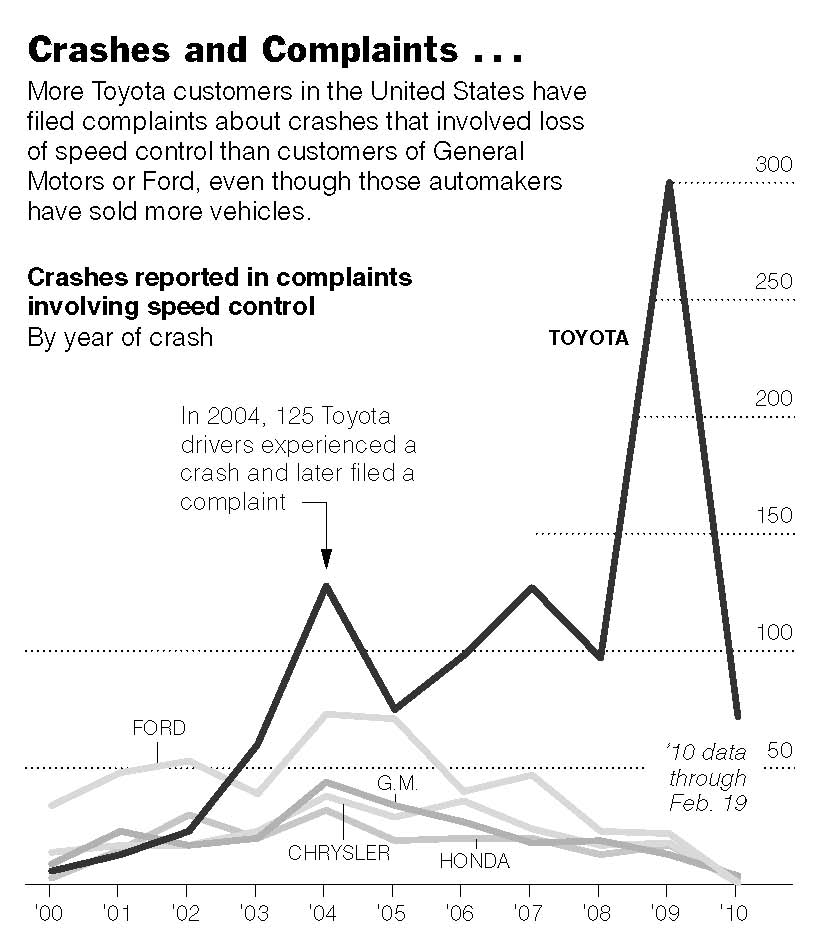 Crashes and Complaints . . .
More Toyota customers in the United States have
filed complaints about crashes that involved loss
of speed control than customers of General
Motors or Ford, even though those automakers
have sold more vehicles.
Crashes reported in complaints
involving speed control
By year of crash
300
250
TOYOTA
200
In 2004, 125 Toyota
drivers experienced a
crash and later filed a
complaint
150
100
FORD
50
'10 data
through
Feb. 19
G.M.
CHRYSLER
HONDA
'00 '01 '02 '03 '04 '05 '06 '07 '08 '09 '10